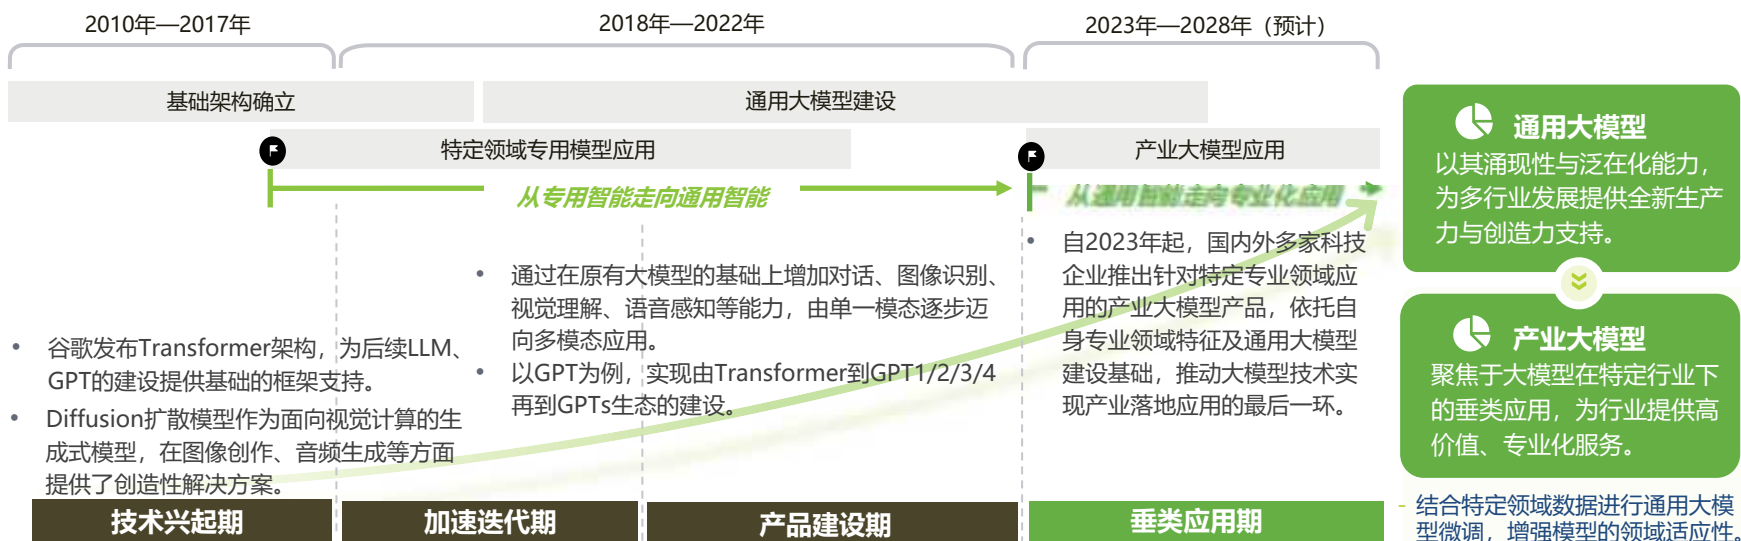 2010年—2017年
2018年—2022年
2023年—2028年（预计）
基础架构确立
通用大模型建设
特定领域专用模型应用
产业大模型应用
从专用智能走向通用智能
从通用智能走向专业化应用
• 谷歌发布Transformer架构，为后续LLM、
GPT的建设提供基础的框架支持。
• Diffusion扩散模型作为面向视觉计算的生
成式模型，在图像创作、音频生成等方面
提供了创造性解决方案。
• 通过在原有大模型的基础上增加对话、图像识别、
视觉理解、语音感知等能力，由单一模态逐步迈
向多模态应用。
• 以GPT为例，实现由Transformer到GPT1/2/3/4
再到GPTs生态的建设。
• 自2023年起，国内外多家科技
企业推出针对特定专业领域应
用的产业大模型产品，依托自
身专业领域特征及通用大模型
建设基础，推动大模型技术实
现产业落地应用的最后一环。
技术兴起期
加速迭代期
产品建设期
垂类应用期
通用大模型
以其涌现性与泛在化能力，
为多行业发展提供全新生产
力与创造力支持。
产业大模型
聚焦于大模型在特定行业下
的垂类应用，为行业提供高
价值、专业化服务。
- 结合特定领域数据进行通用大模
型微调，增强模型的领域适应性。